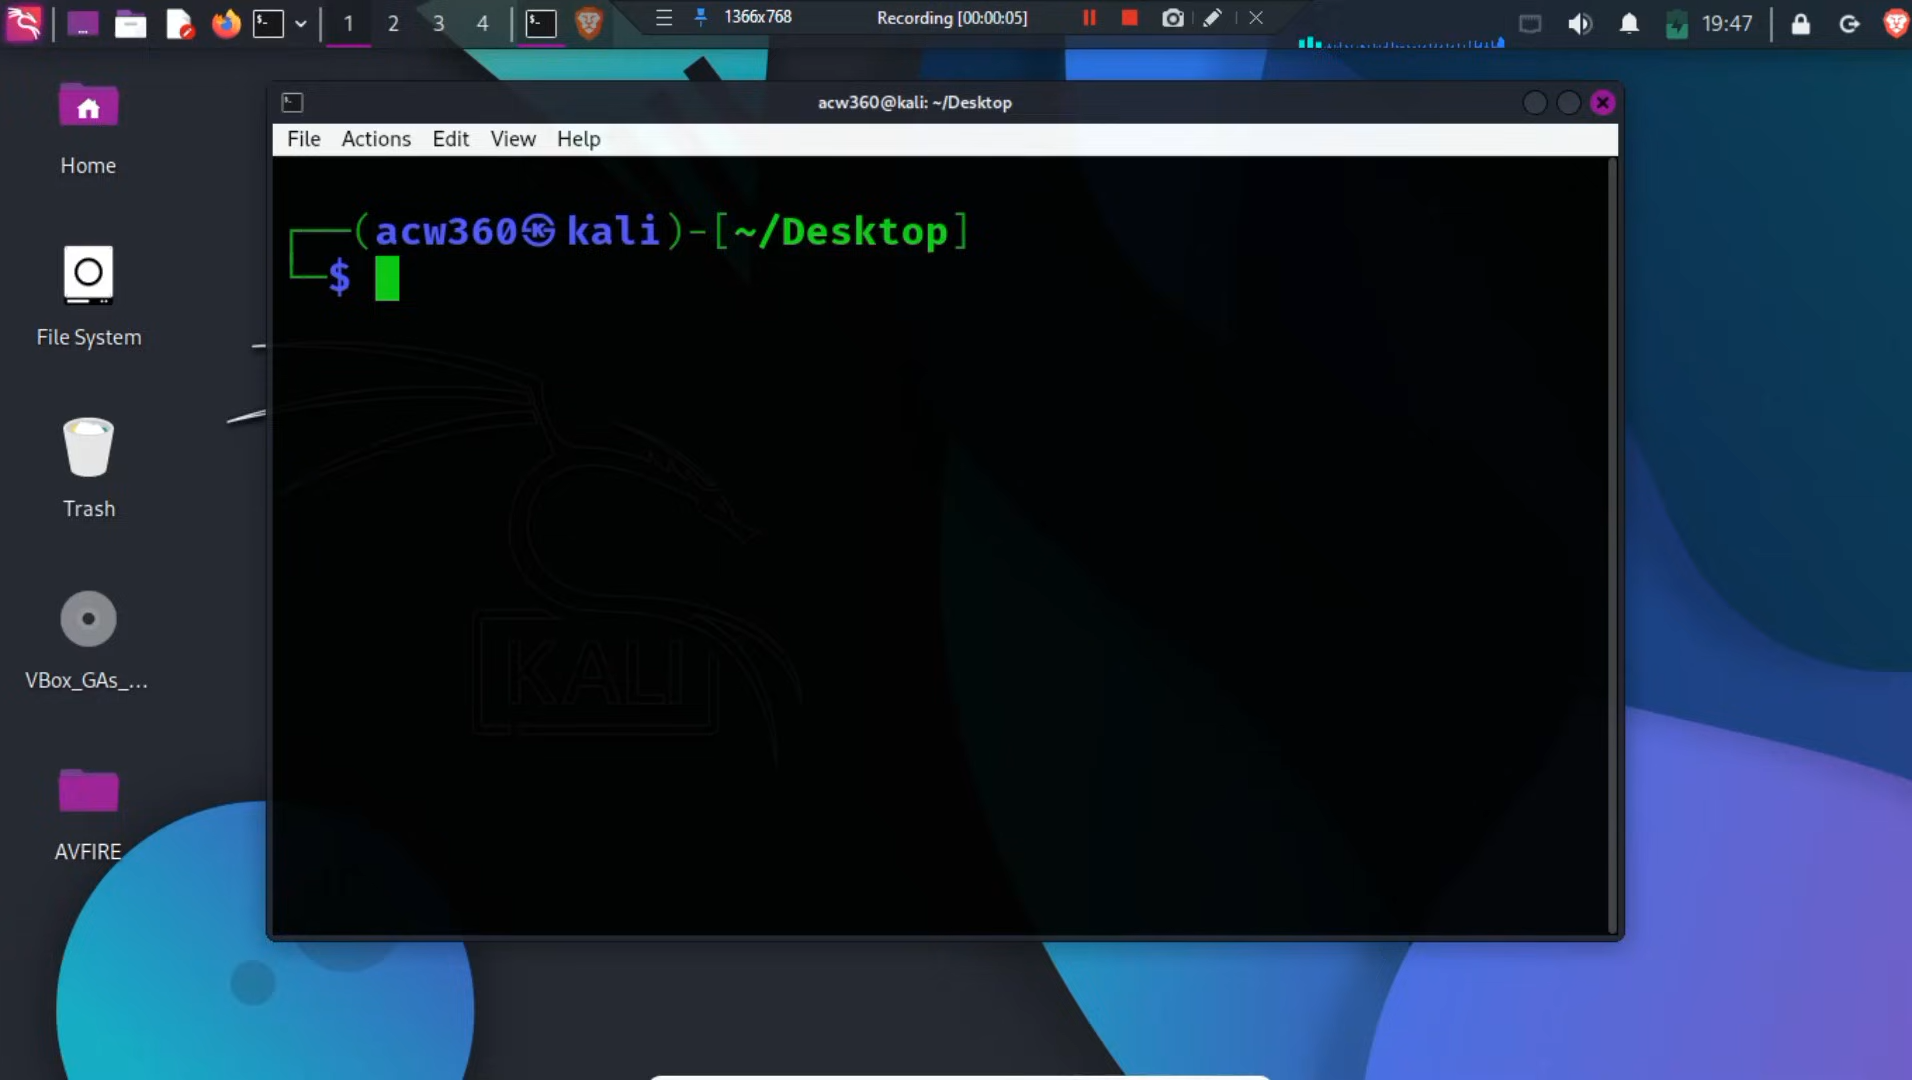 1 2 3 4
1366x768
Recording [00:00:05]
19:47
acw360@kali: ~/Desktop
File Actions Edit View Help
┌──(acw360㉿kali)-[~/Desktop]
└─$
Home
File System
Trash
KALI
VBox_GAs_...
AVFIRE